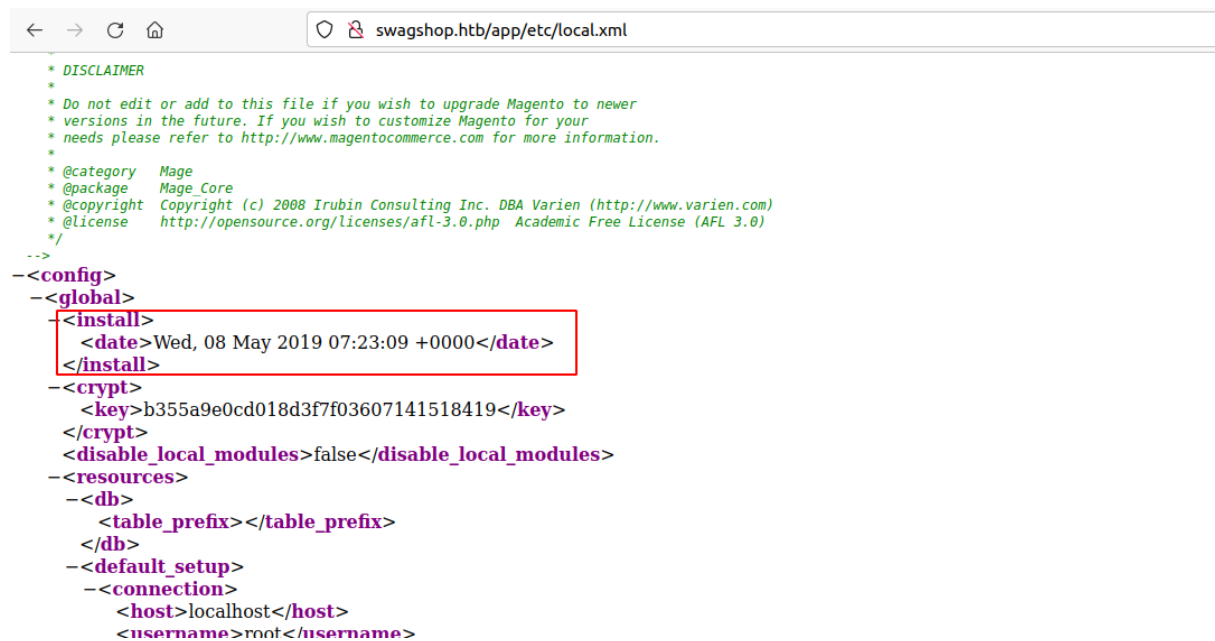 swagshop.htb/app/etc/local.xml
*
* DISCLAIMER
*
* Do not edit or add to this file if you wish to upgrade Magento to newer
* versions in the future. If you wish to customize Magento for your
* needs please refer to http://www.magentocommerce.com for more information.
*
* @category   Mage
* @package    Mage_Core
* @copyright  Copyright (c) 2008 Irubin Consulting Inc. DBA Varien (http://www.varien.com)
* @license    http://opensource.org/licenses/afl-3.0.php  Academic Free License (AFL 3.0)
*/
-->
−<config>
−<global>
−<install>
<date>Wed, 08 May 2019 07:23:09 +0000</date>
</install>
−<crypt>
<key>b355a9e0cd018d3f7f03607141518419</key>
</crypt>
<disable_local_modules>false</disable_local_modules>
−<resources>
−<db>
<table_prefix></table_prefix>
</db>
−<default_setup>
−<connection>
<host>localhost</host>
<username>root</username>